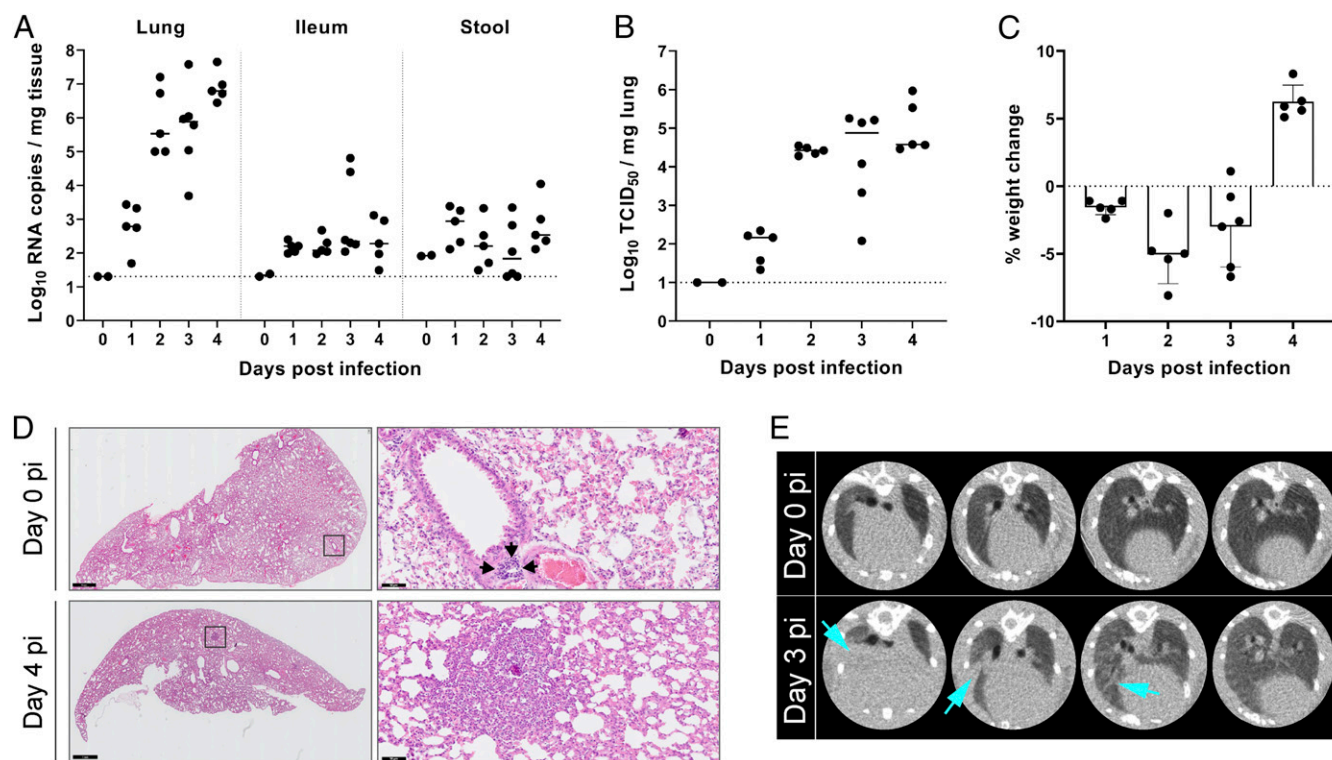 A
Lung Ileum Stool
Log10 RNA copies / mg tissue
8
7
6
5
4
3
2
1
0
0 1 2 3 4 0 1 2 3 4 0 1 2 3 4
Days post infection
B
Log10 TCID50 / mg lung
8
7
6
5
4
3
2
1
0
0 1 2 3 4
Days post infection
C
% weight change
10
5
0
-5
-10
1 2 3 4
Days post infection
D
Day 0 pi
Day 4 pi
E
Day 0 pi
Day 3 pi